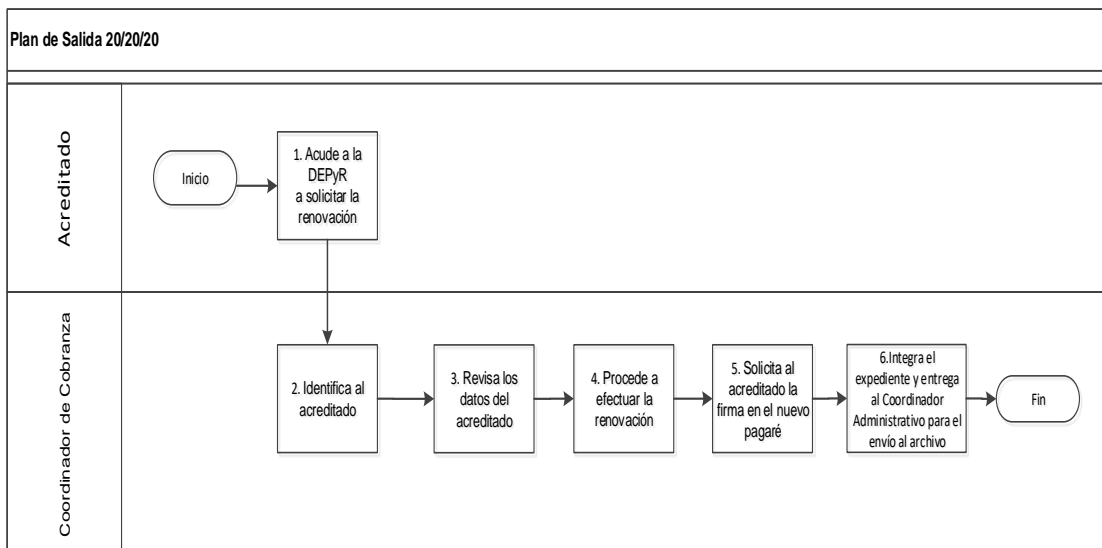 Plan de Salida 20/20/20
Acreditado
Inicio
1. Acude a la
DEPyR
a solicitar la
renovación
Coordinador de Cobranza
2. Identifica al
acreditado
3. Revisa los
datos del
acreditado
4. Procede a
efectuar la
renovación
5. Solicita al
acreditado la
firma en el nuevo
pagaré
6.Integra el
expediente y entrega
al Coordinador
Administrativo para el
envío al archivo
Fin